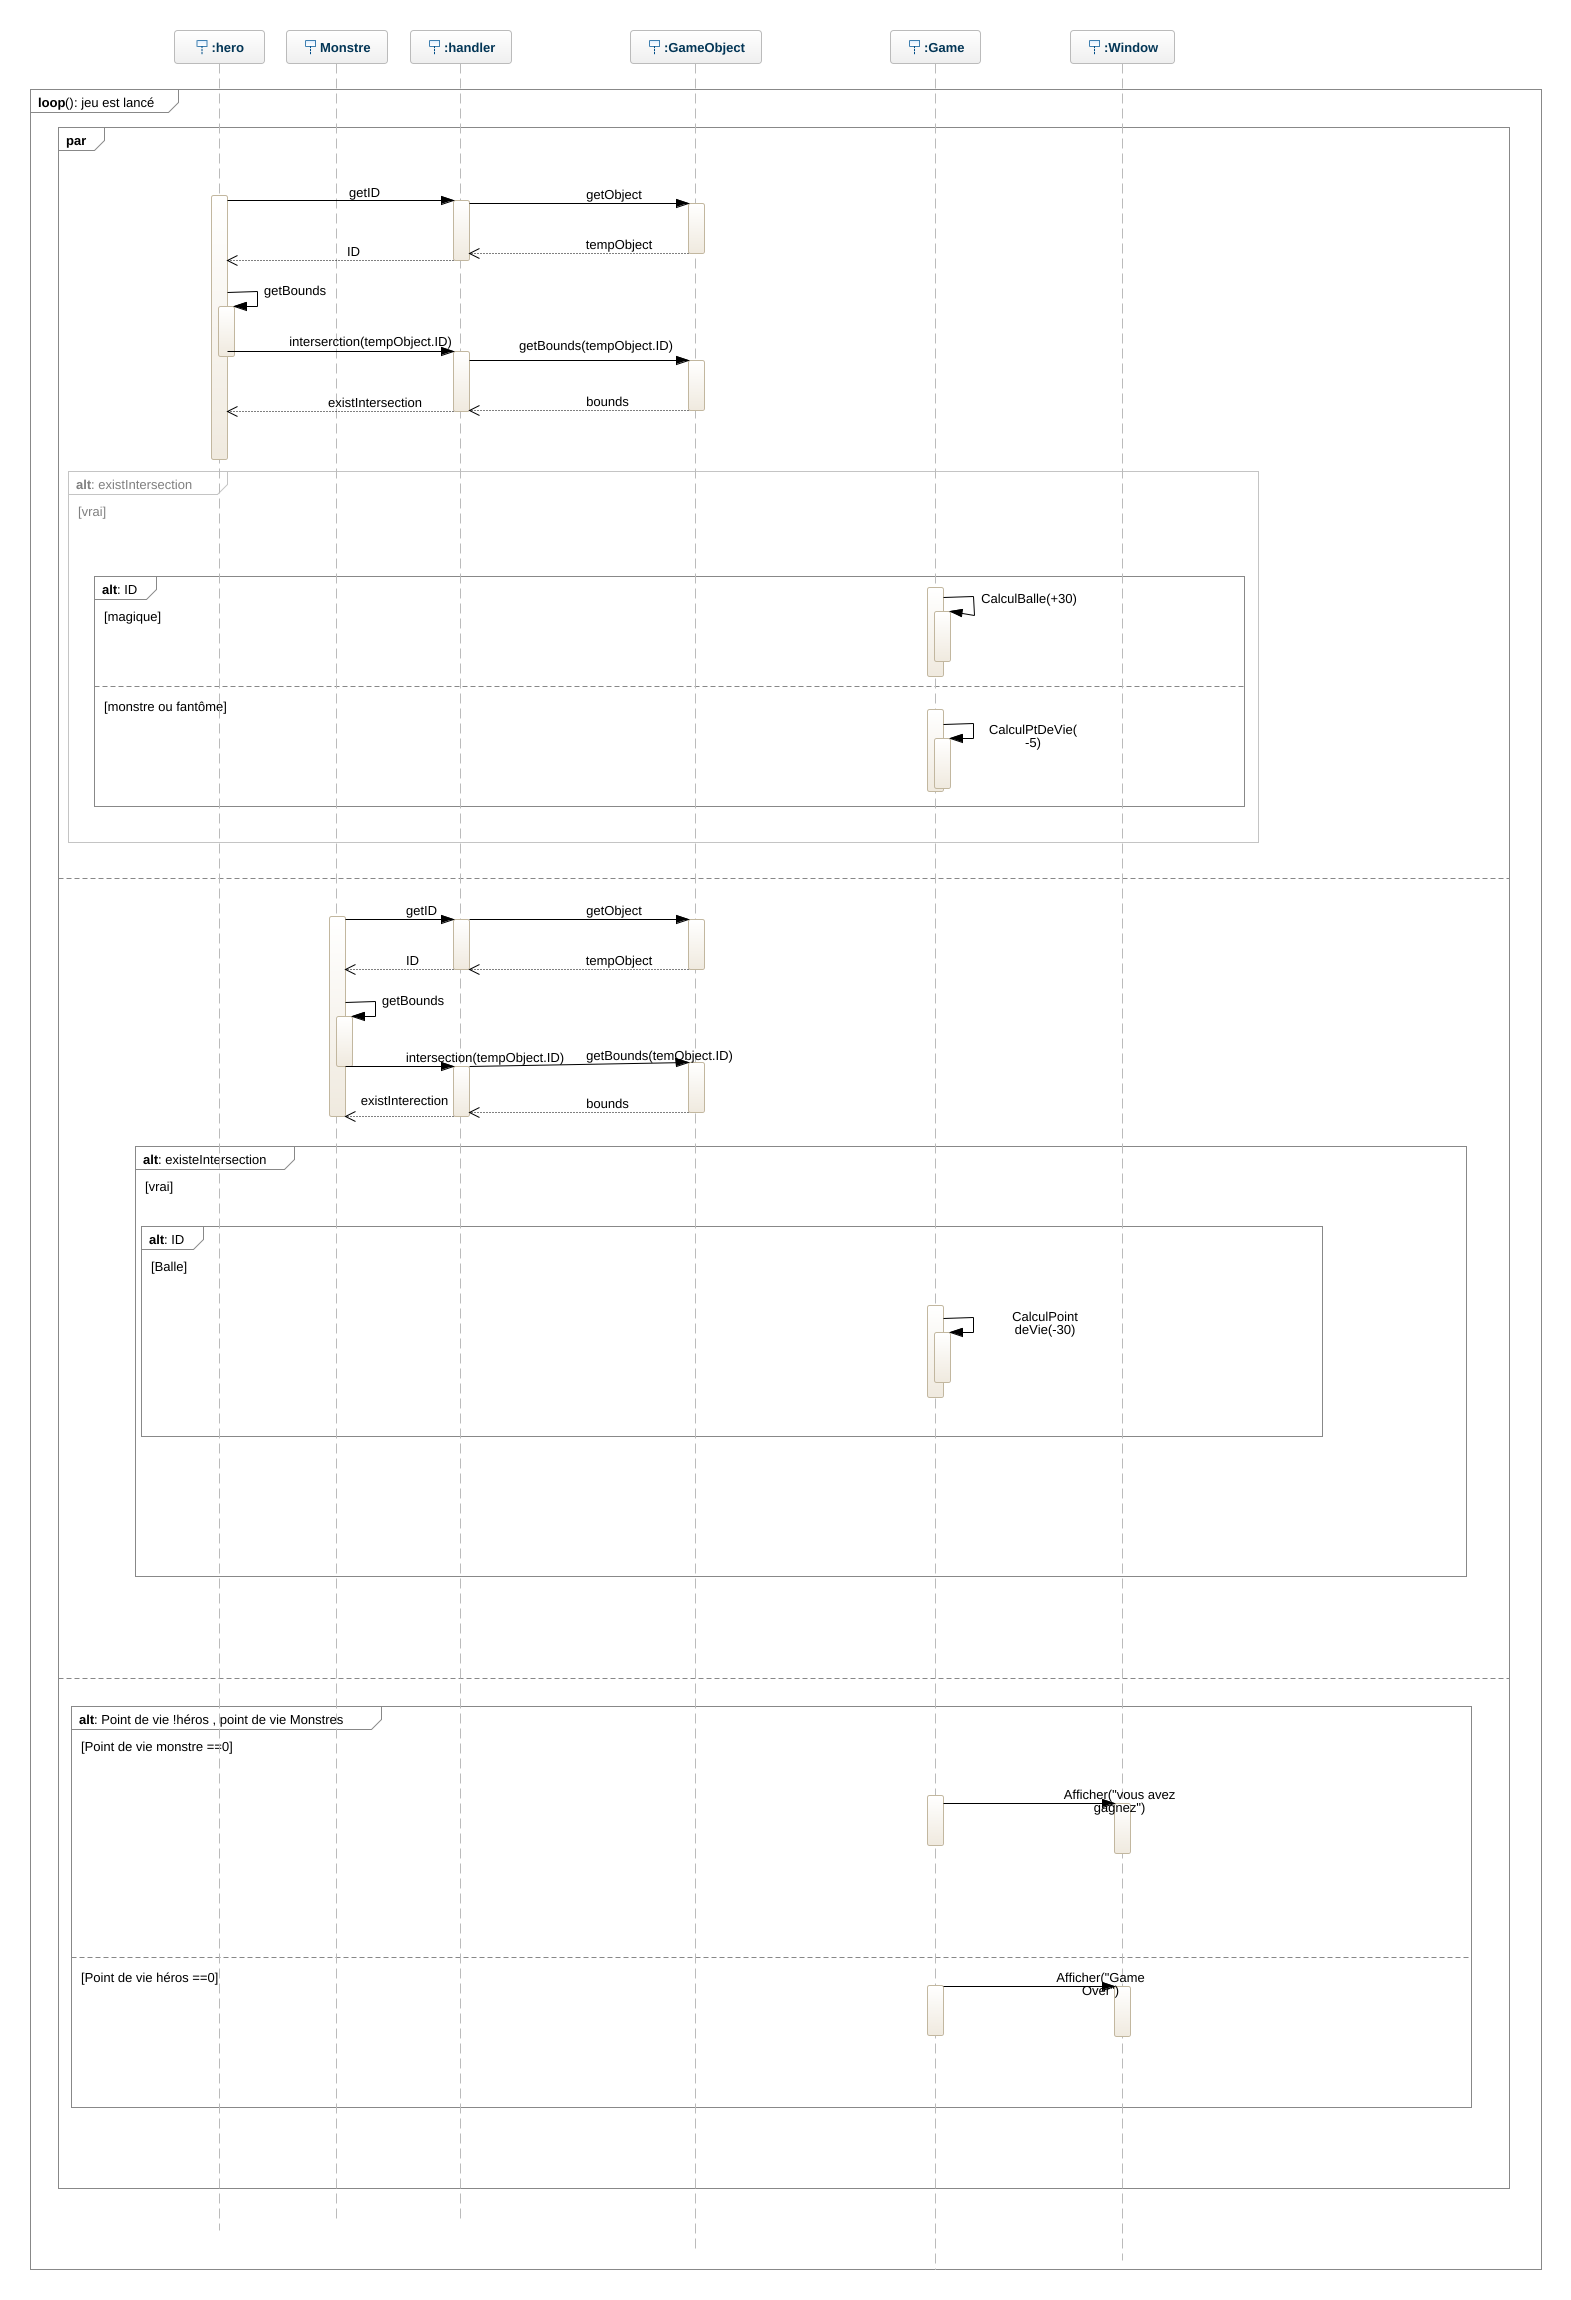 :hero
Monstre
:handler
:GameObject
:Game
:Window
loop(): jeu est lancé
par
getID
getObject
tempObject
ID
getBounds
interserction(tempObject.ID)
getBounds(tempObject.ID)
existIntersection
bounds
alt: existIntersection
[vrai]
alt: ID
[magique]
CalculBalle(+30)
[monstre ou fantôme]
CalculPtDeVie(
-5)
getID
getObject
ID
tempObject
getBounds
intersection(tempObject.ID)
getBounds(temObject.ID)
existInterection
bounds
alt: existeIntersection
[vrai]
alt: ID
[Balle]
CalculPoint
deVie(-30)
alt: Point de vie !héros , point de vie Monstres
[Point de vie monstre ==0]
Afficher("vous avez
gagnez")
[Point de vie héros ==0]
Afficher("Game
Over")